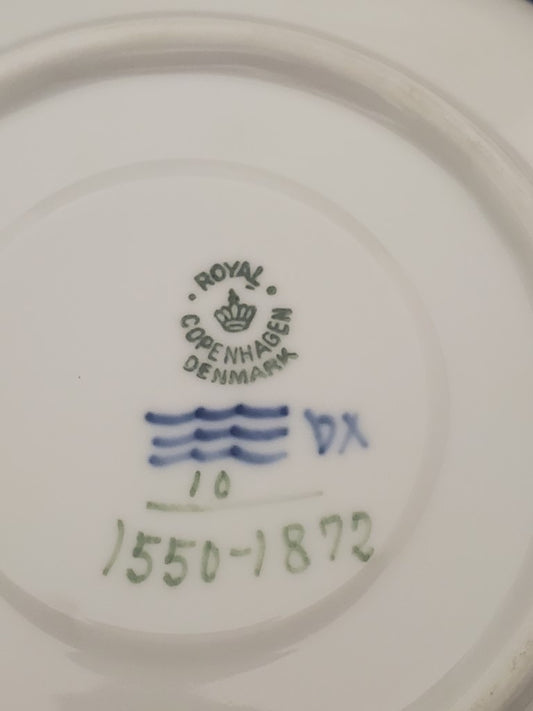 ROYAL
COPENHAGEN
DENMARK
DX
10
1550-1872